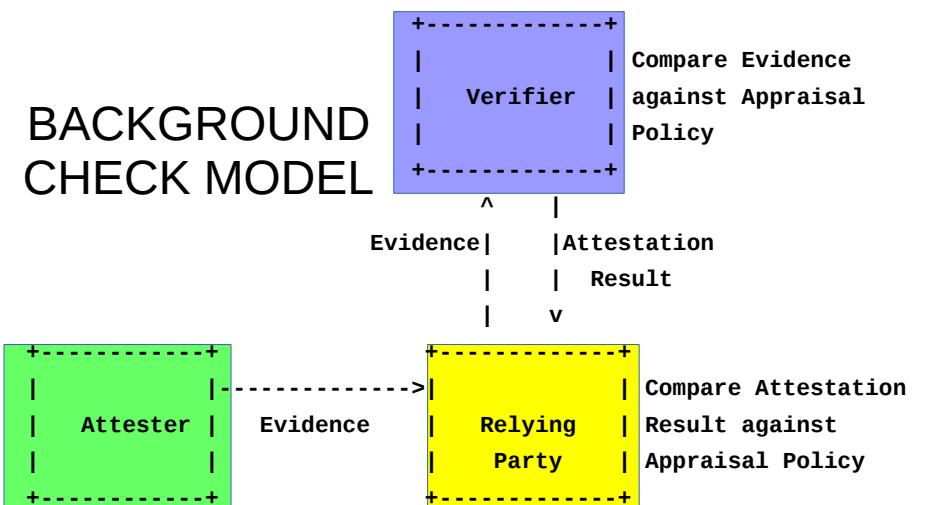 +-------------+
|             | Compare Evidence
|   Verifier  | against Appraisal
|             | Policy
+-------------+
BACKGROUND
CHECK MODEL
^    |
Evidence|    |Attestation
|    |  Result
|    v
+------------+               +-------------+
|            |-------------->|             | Compare Attestation
|   Attester |   Evidence    |   Relying   | Result against
|            |               |    Party    | Appraisal Policy
+------------+               +-------------+